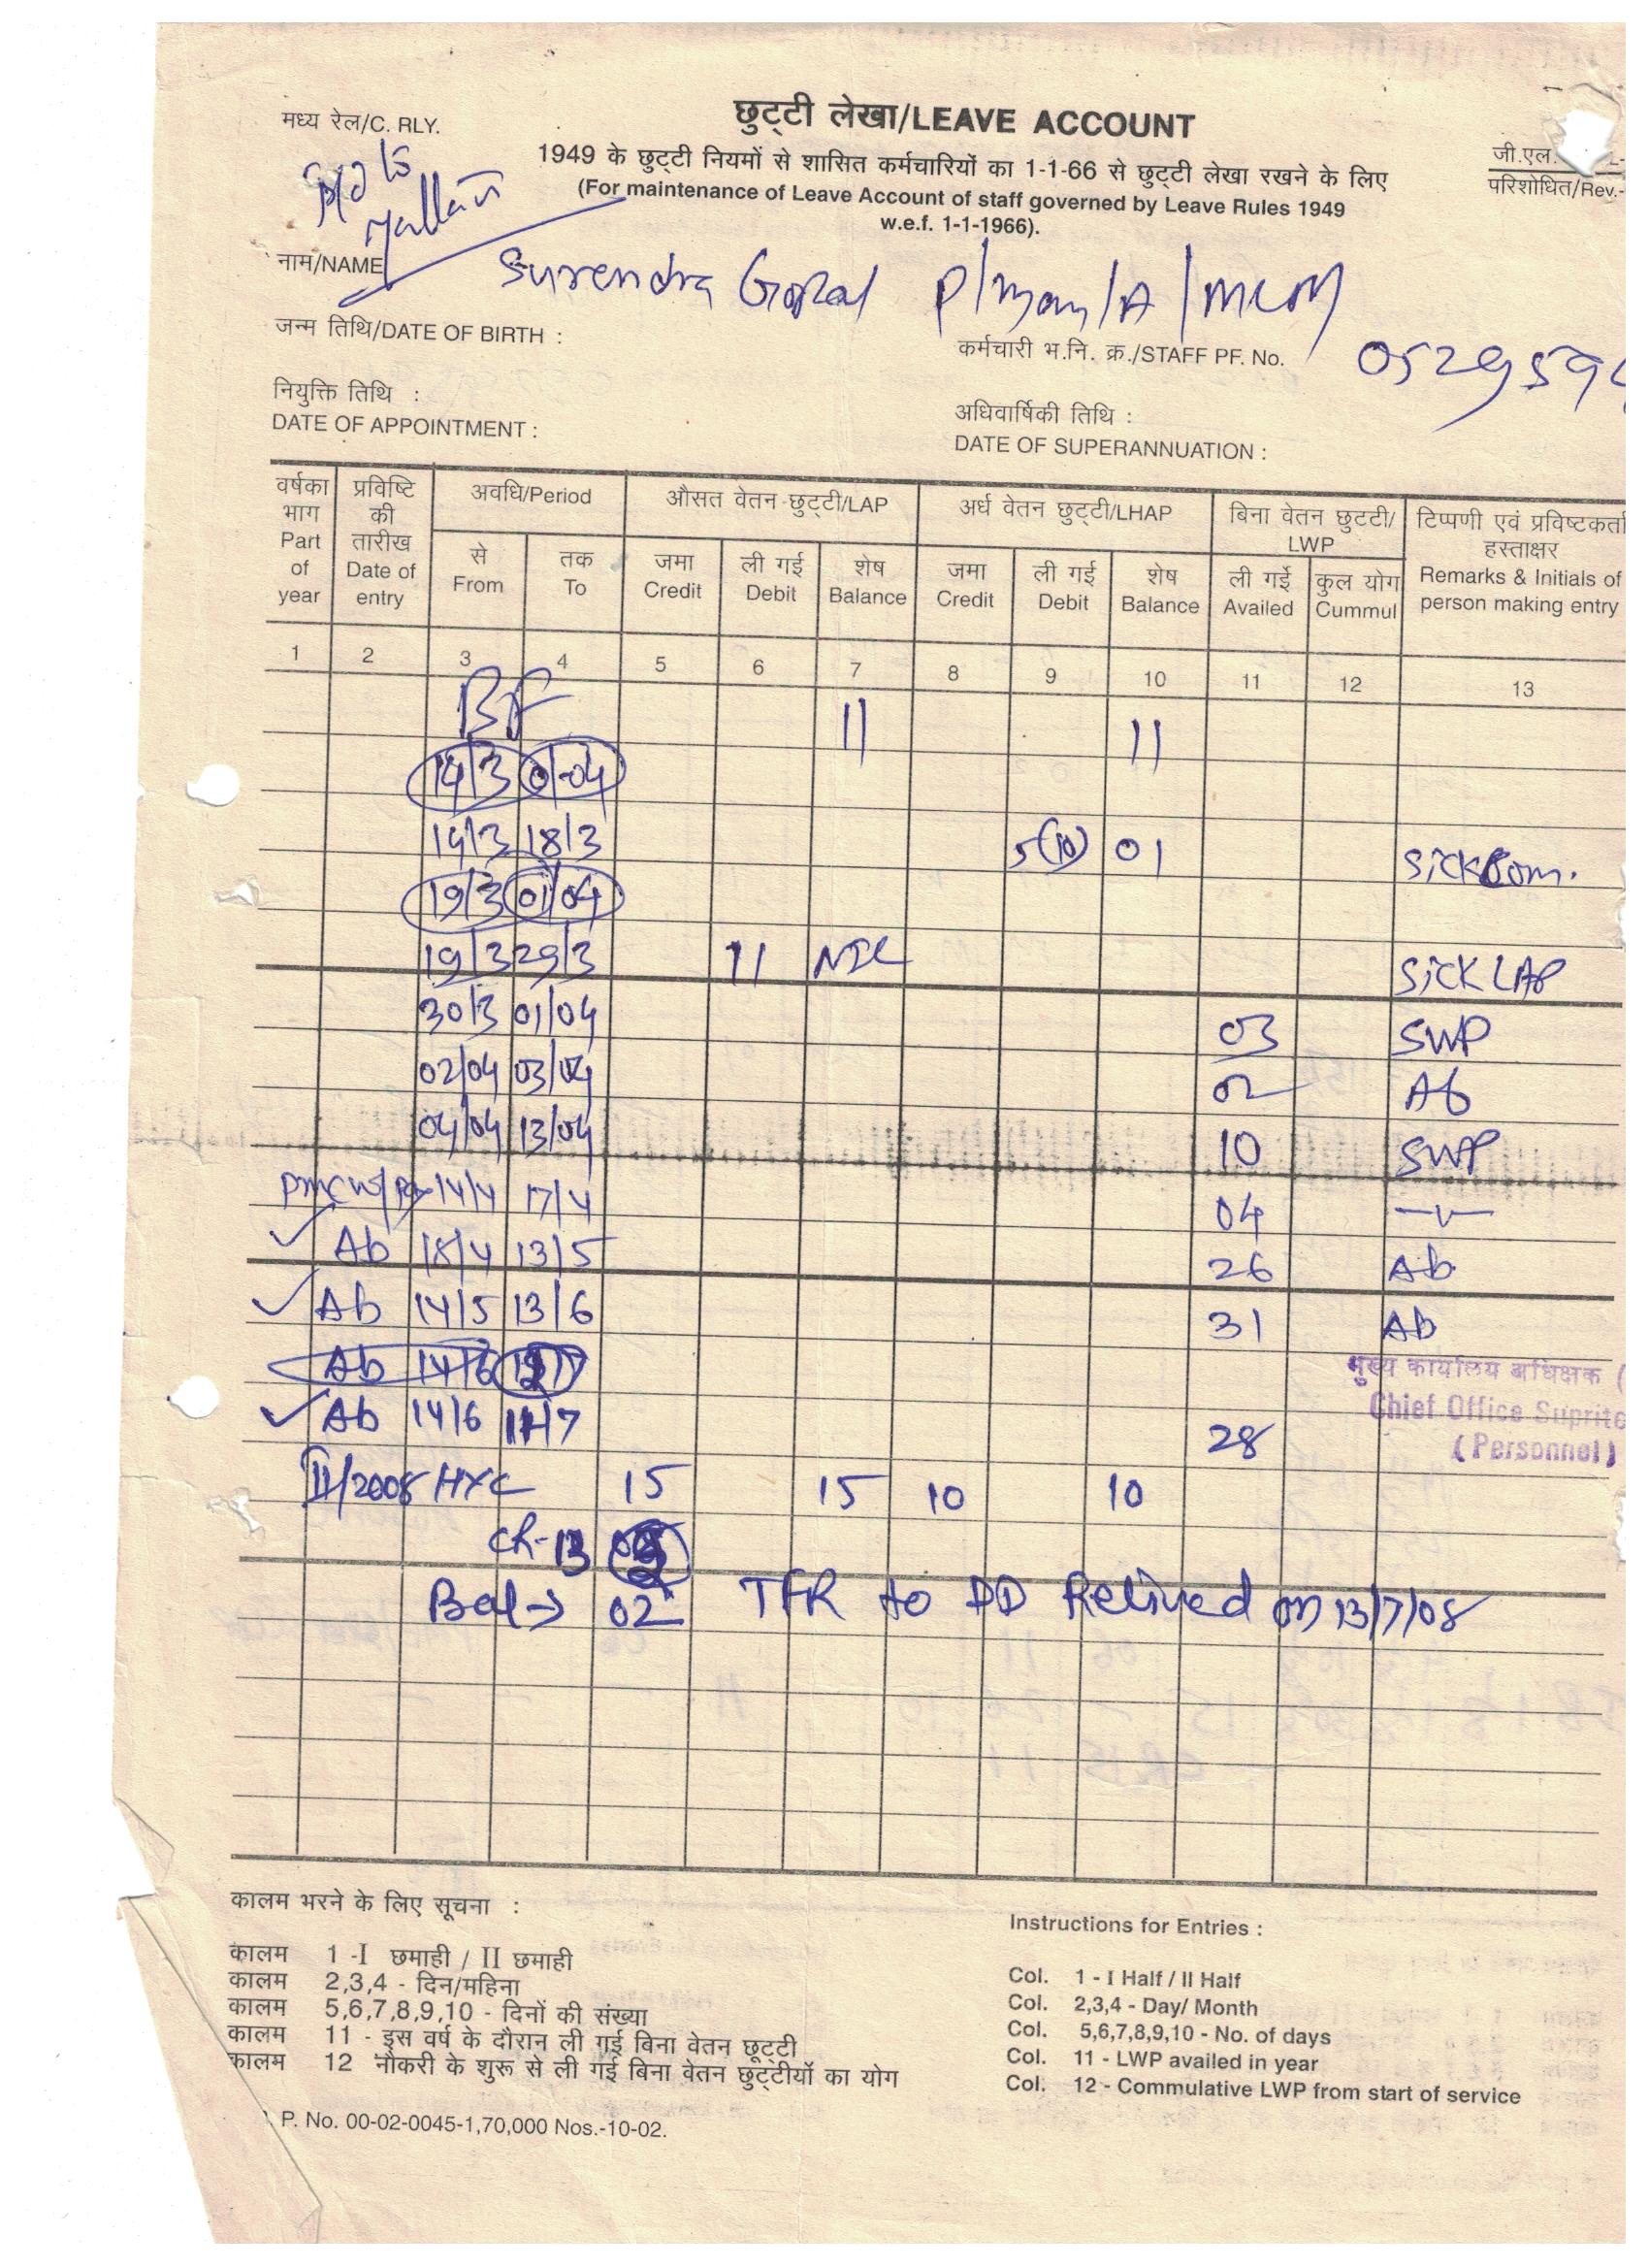 मध्य रेल/C. RLY.
छुट्टी लेखा/LEAVE ACCOUNT
1949 के छुट्टी नियमों से शासित कर्मचारियों का 1-1-66 से छुट्टी लेखा रखने के लिए
(For maintenance of Leave Account of staff governed by Leave Rules 1949
w.e.f. 1-1-1966).
जी.एल.
परिशोधित/Rev.-
नाम/NAME Surendra Gopal P/Man/A/
जन्म तिथि/DATE OF BIRTH :
कर्मचारी भ.नि. क्र./STAFF PF. No. 0529594
नियुक्ति तिथि :
DATE OF APPOINTMENT :
अधिवार्षिकी तिथि :
DATE OF SUPERANNUATION :
वर्षका भाग Part of year
प्रविष्टि की तारीख Date of entry
अवधि/Period
से From
तक To
औसत वेतन छुट्टी/LAP
जमा Credit
ली गई Debit
शेष Balance
अर्ध वेतन छुट्टी/LHAP
जमा Credit
ली गई Debit
शेष Balance
बिना वेतन छुटटी/LWP
ली गईे Availed
कुल योग Cummul
टिप्पणी एवं प्रविष्टकर्ता हस्ताक्षर
Remarks & Initials of person making entry
1 2 3 4 5 6 7 8 9 10 11 12 13
BF 11 11
14/3 01-04
14/3 18/3 5(10) 01 Sick Com.
19/3 01/04
19/3 29/3 11 NIL SICK LAP
30/3 01/04 03 SWP
02/04 03/04 02 Ab
04/04 13/04 10 SWP
14/4 17/4 04 —〃—
✓ Ab 18/4 13/5 26 Ab
✓ Ab 14/5 13/6 31 Ab
Ab 14/6
✓ Ab 14/6 11/7 28
मुख्य कार्यालय अधिक्षक (
Chief Office Suprite
(Personnel)
II/2008 HYC 15 15 10 10
CR-13
Bal→ 02 TFR to DD Relived on 13/7/08
कालम भरने के लिए सूचना :
कालम 1 -I छमाही / II छमाही
कालम 2,3,4 - दिन/महिना
कालम 5,6,7,8,9,10 - दिनों की संख्या
कालम 11 - इस वर्ष के दौरान ली गई बिना वेतन छूट्टी
कालम 12 नौकरी के शुरू से ली गई बिना वेतन छुट्टीयों का योग
Instructions for Entries :
Col. 1 - I Half / II Half
Col. 2,3,4 - Day/ Month
Col. 5,6,7,8,9,10 - No. of days
Col. 11 - LWP availed in year
Col. 12 - Commulative LWP from start of service
P. No. 00-02-0045-1,70,000 Nos.-10-02.